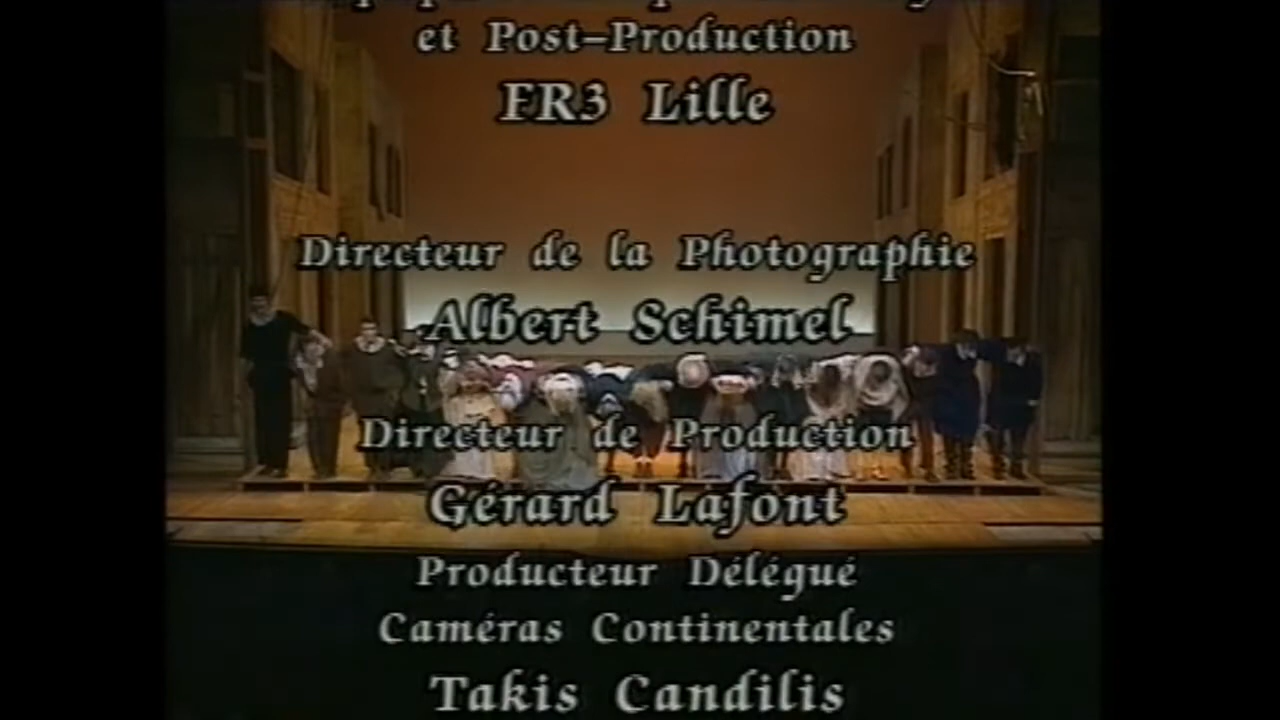 et Post-Production
FR3 Lille
Directeur de la Photographie
Albert Schimel
Directeur de Production
Gérard Lafont
Producteur Délégué
Caméras Continentales
Takis Candilis